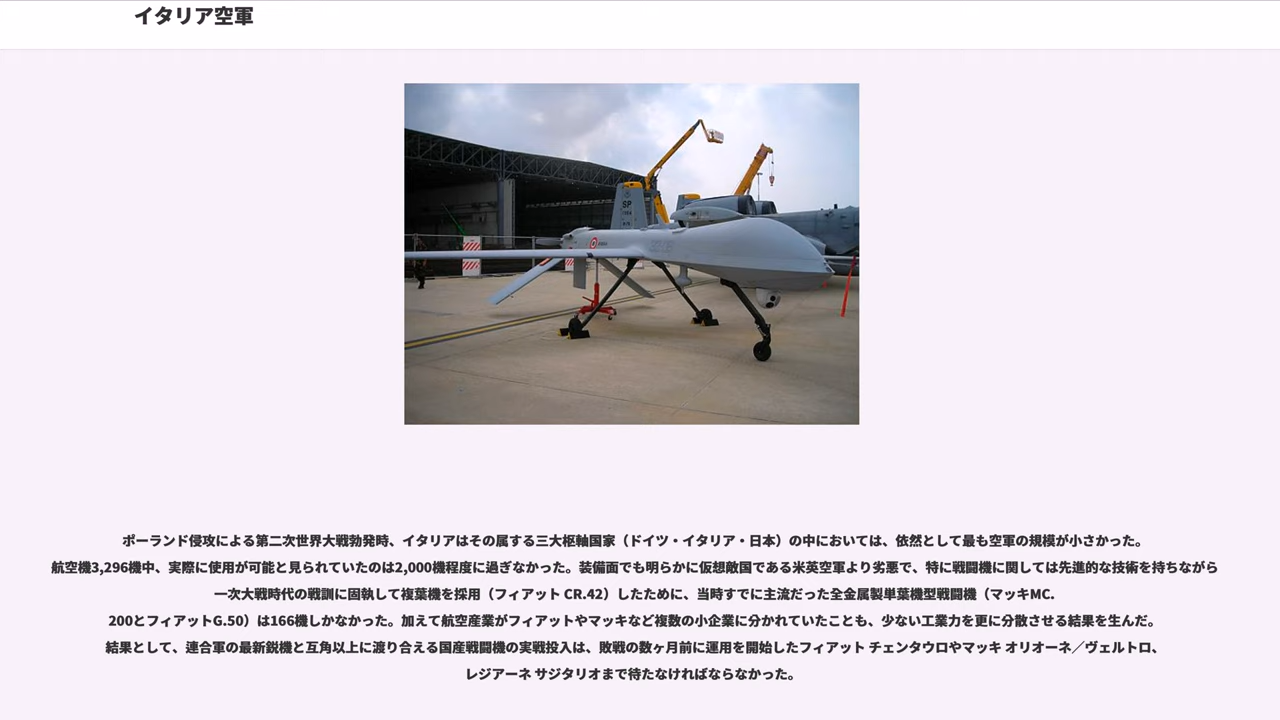 イタリア空軍
SP
ポーランド侵攻による第二次世界大戦勃発時、イタリアはその属する三大枢軸国家（ドイツ・イタリア・日本）の中においては、依然として最も空軍の規模が小さかった。
航空機3,296機中、実際に使用が可能と見られていたのは2,000機程度に過ぎなかった。装備面でも明らかに仮想敵国である米英空軍より劣悪で、特に戦闘機に関しては先進的な技術を持ちながら
一次大戦時代の戦訓に固執して複葉機を採用（フィアット CR.42）したために、当時すでに主流だった全金属製単葉機型戦闘機（マッキMC.
200とフィアットG.50）は166機しかなかった。加えて航空産業がフィアットやマッキなど複数の小企業に分かれていたことも、少ない工業力を更に分散させる結果を生んだ。
結果として、連合軍の最新鋭機と互角以上に渡り合える国産戦闘機の実戦投入は、敗戦の数ヶ月前に運用を開始したフィアット チェンタウロやマッキ オリオーネ／ヴェルトロ、
レジアーネ サジタリオまで待たなければならなかった。